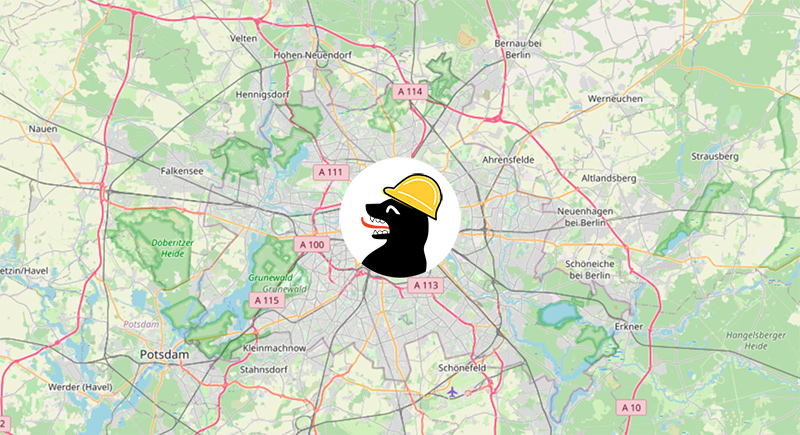 Velten
Hohen Neuendorf
Bernau bei
Berlin
Hennigsdorf
A 114
Werneuchen
Nauen
Falkensee
A 111
Ahrensfelde
Strausberg
Altlandsberg
Neuenhagen
bei Berlin
Döberitzer
Heide
A 100
Schöneiche
bei Berlin
Grunewald
Grunewald
A 115
A 113
Potsdam
Erkner
Hangelsberger
Heide
Potsdam
Kleinmachnow
Stahnsdorf
Schönefeld
Werder (Havel)
A 10